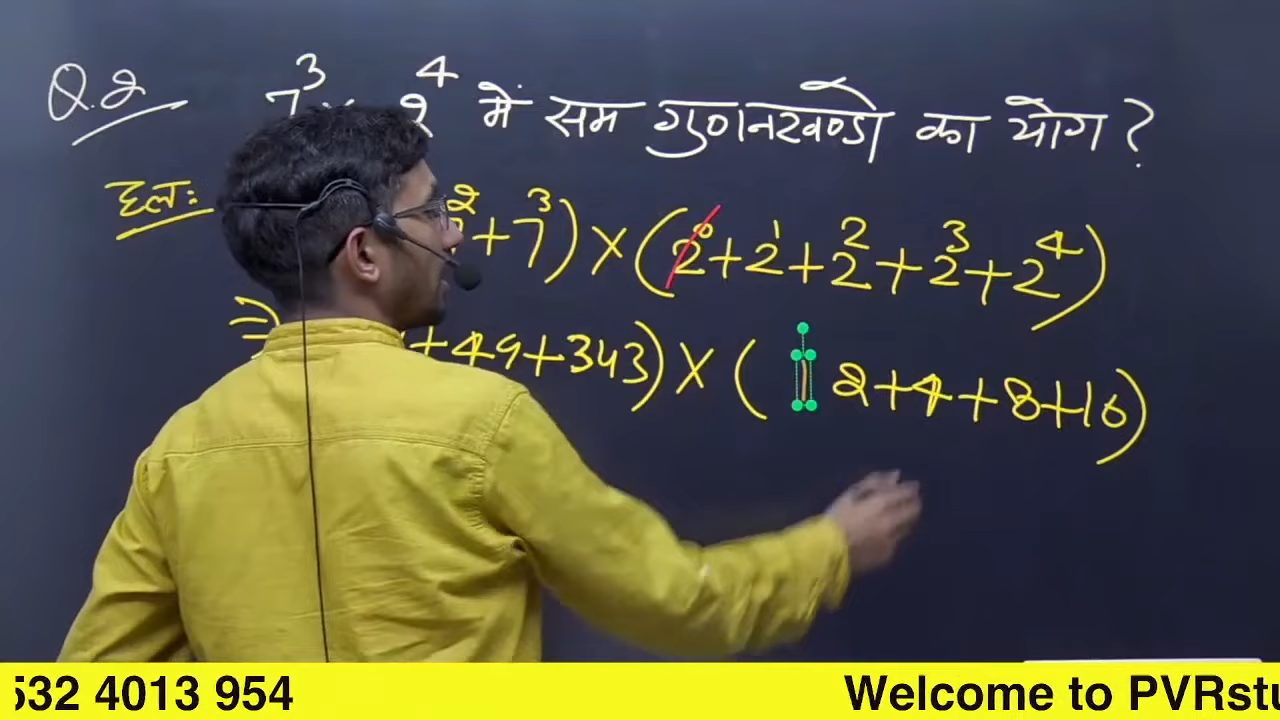 Q.2 7³ × 2⁴ में सम गुणनखण्डो का योग ?
हलः +7³) × (2⁰+2¹+2²+2³+2⁴)
⇒ +49+343) × ( 2+4+8+16)
532 4013 954 Welcome to PVRstu